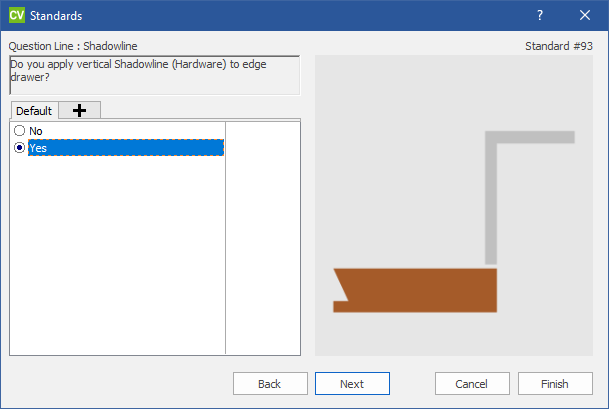 CV Standards ?
Question Line : Shadowline Standard #93
Do you apply vertical Shadowline (Hardware) to edge
drawer?
Default
No
Yes
Back Next Cancel Finish